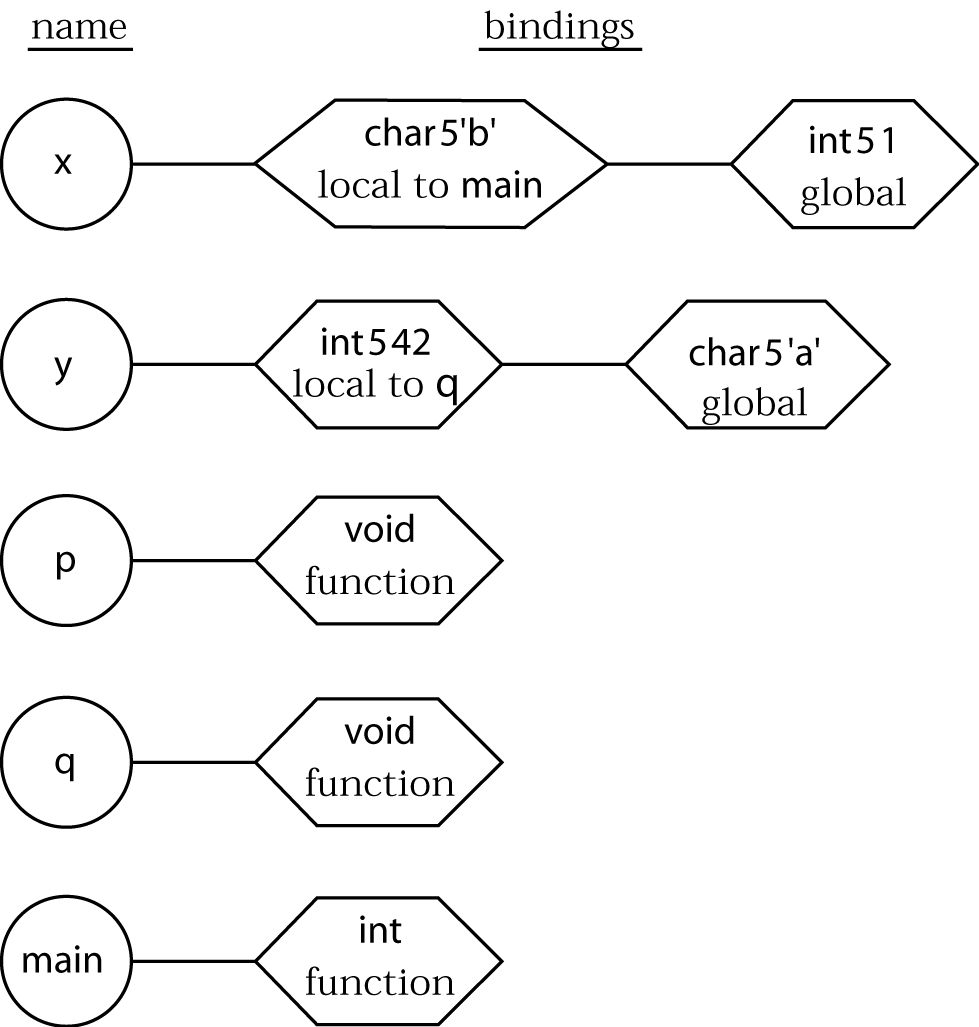 name
bindings
x
char5'b'
local to main
int51
global
y
int542
local to q
char5'a'
global
p
void
function
q
void
function
main
int
function